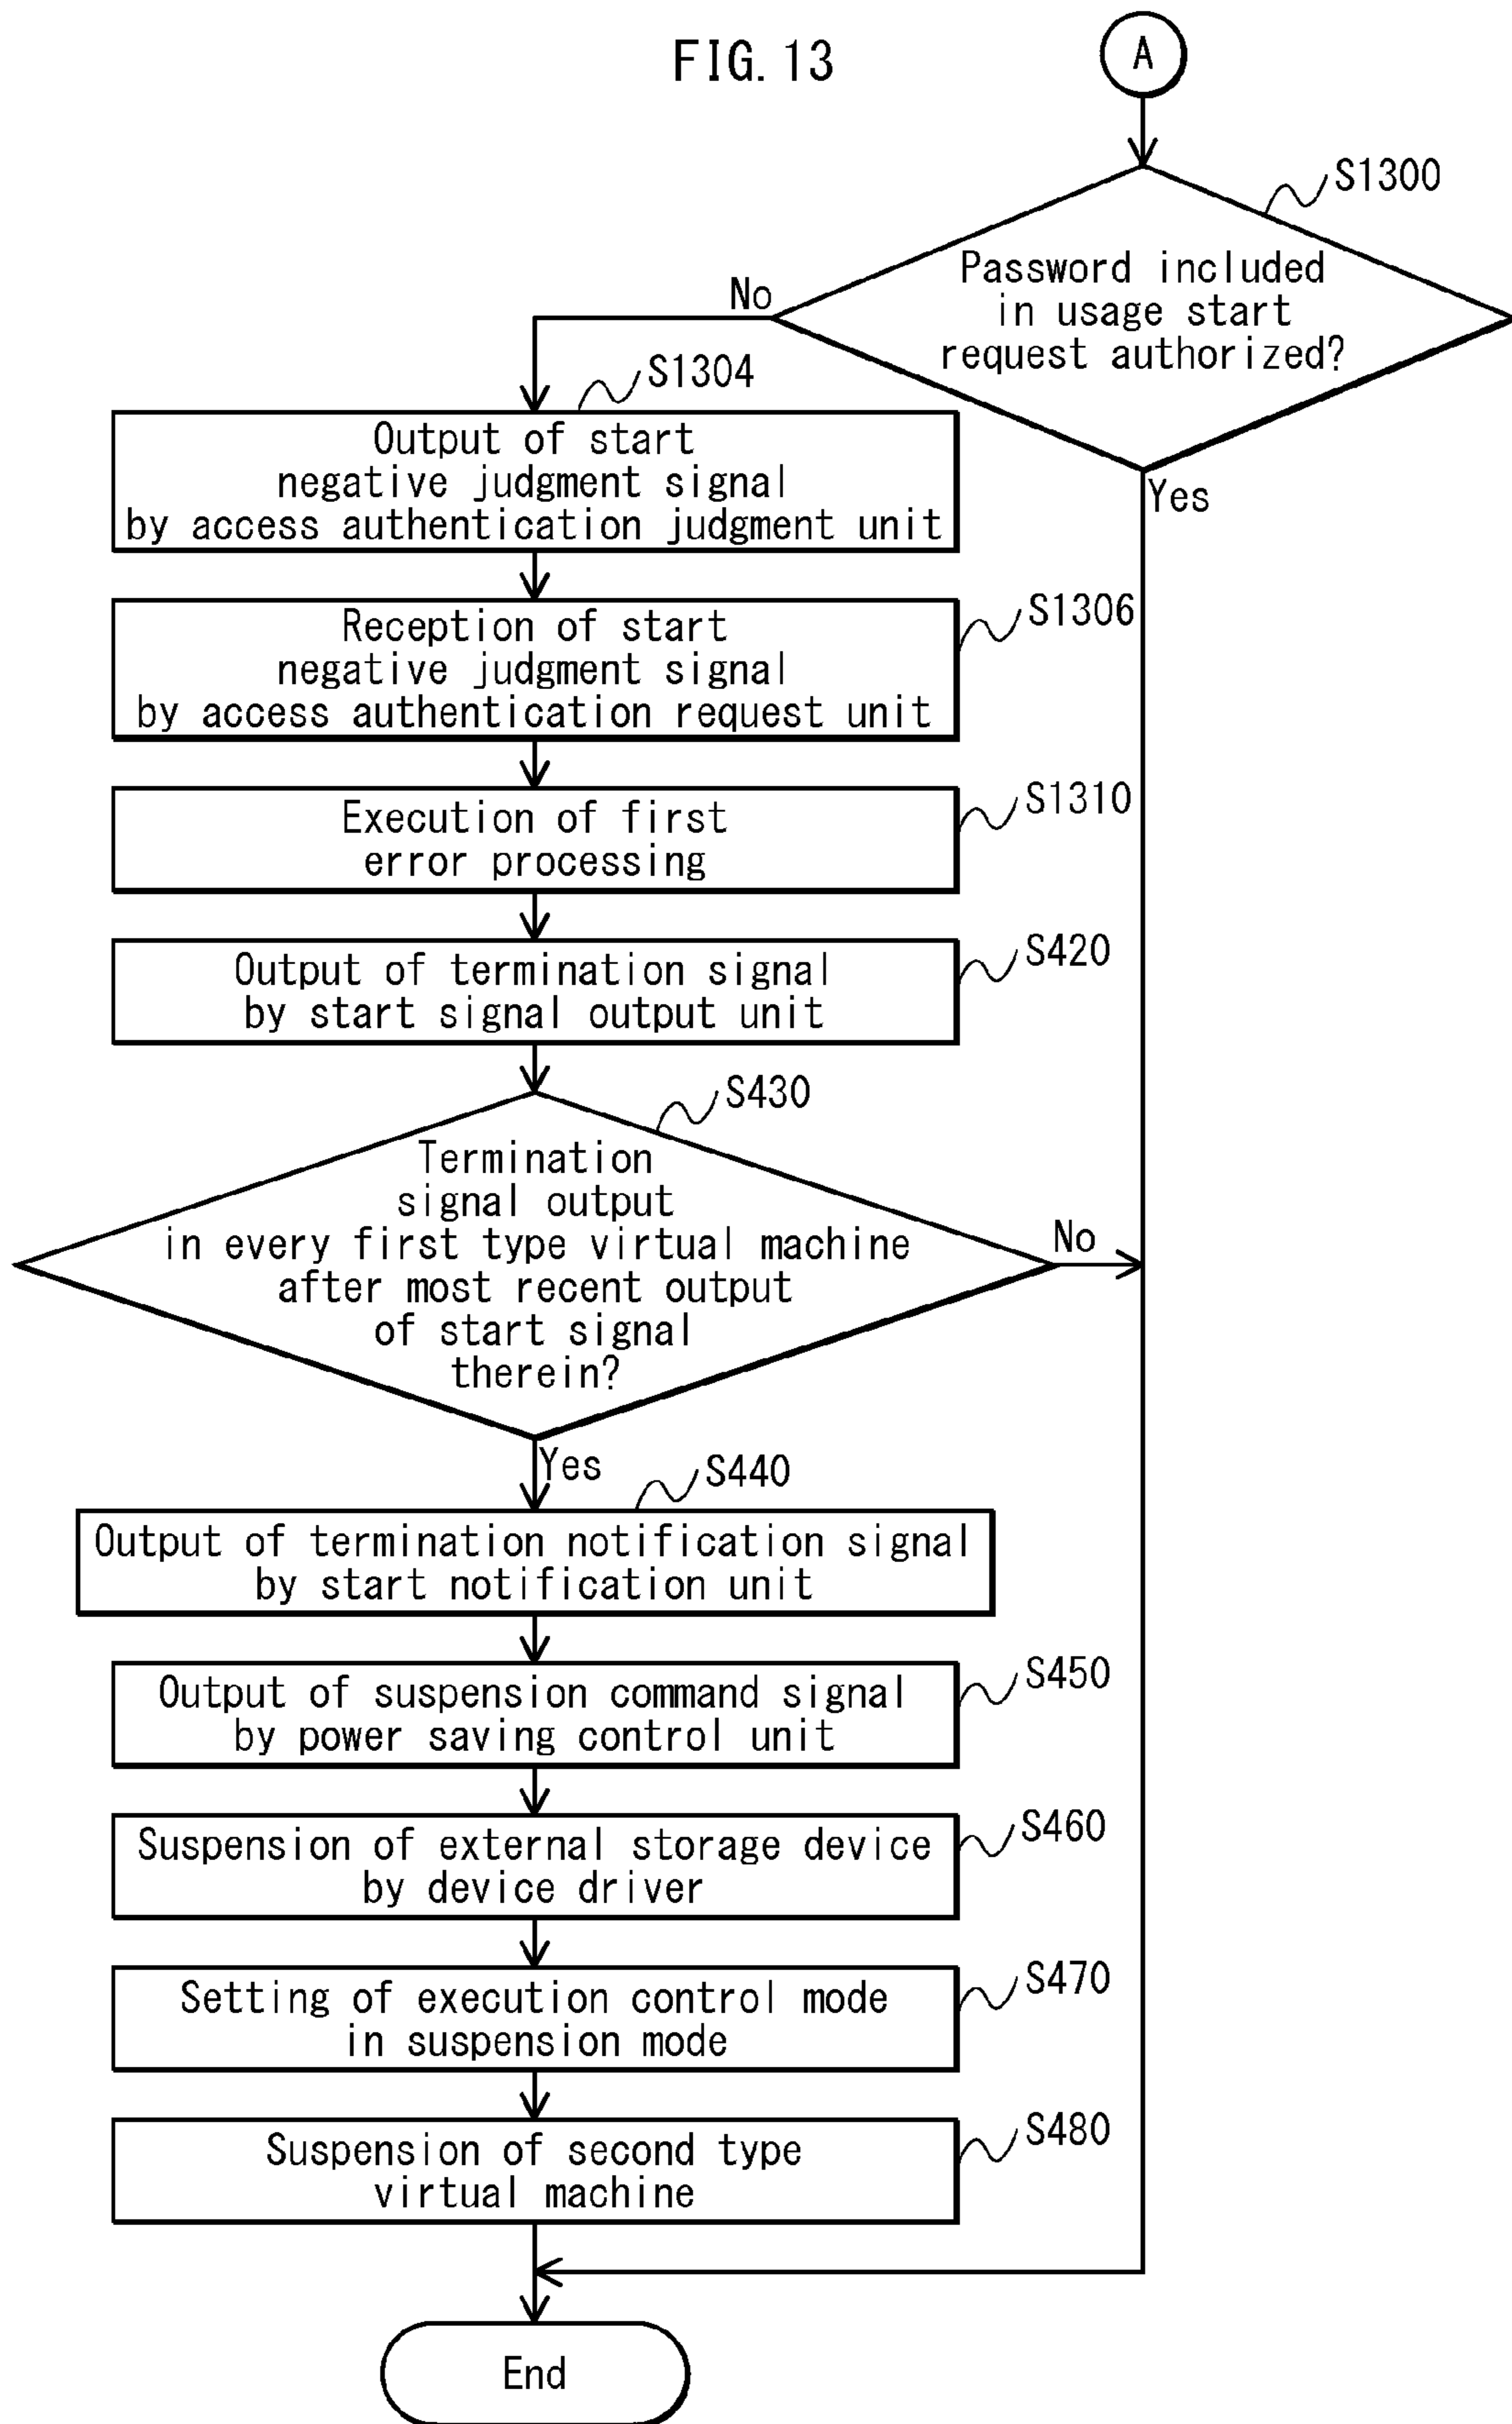 FIG. 13
A
S1300
Password included
in usage start
request authorized?
No
Yes
S1304
Output of start
negative judgment signal
by access authentication judgment unit
S1306
Reception of start
negative judgment signal
by access authentication request unit
S1310
Execution of first
error processing
S420
Output of termination signal
by start signal output unit
S430
Termination
signal output
in every first type virtual machine
after most recent output
of start signal
therein?
No
Yes
S440
Output of termination notification signal
by start notification unit
S450
Output of suspension command signal
by power saving control unit
S460
Suspension of external storage device
by device driver
S470
Setting of execution control mode
in suspension mode
S480
Suspension of second type
virtual machine
End